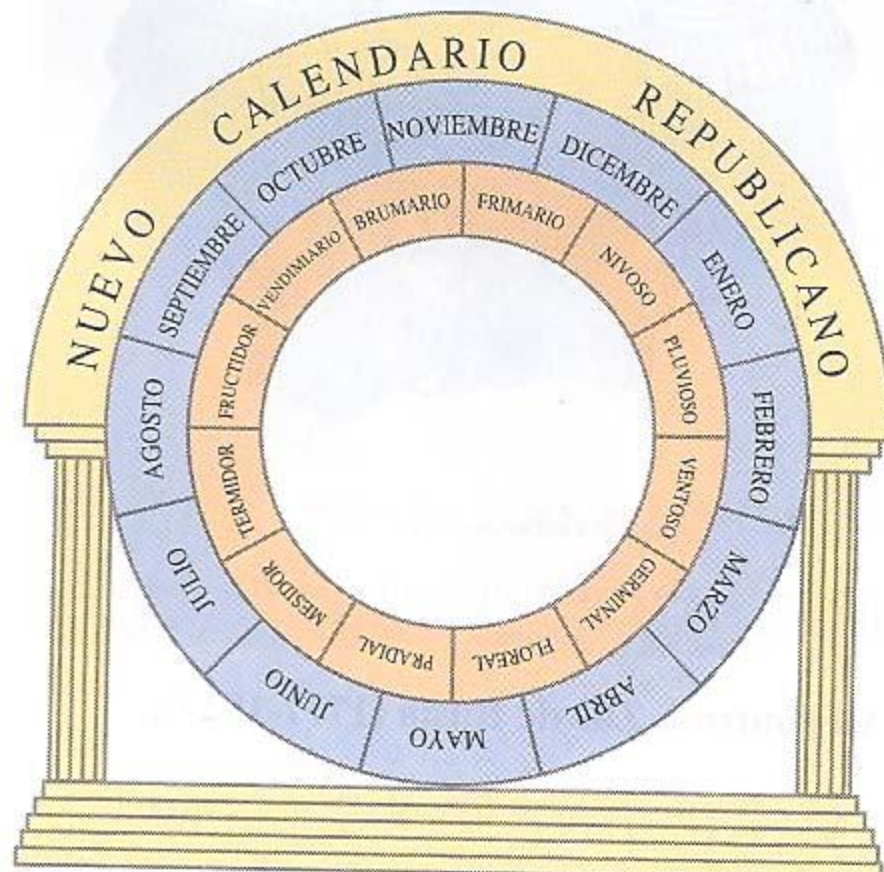 NUEVO CALENDARIO REPUBLICANO
ENERO
FEBRERO
MARZO
ABRIL
MAYO
JUNIO
JULIO
AGOSTO
SEPTIEMBRE
OCTUBRE
NOVIEMBRE
DICIEMBRE
VENDIMIARIO
BRUMARIO
FRIMARIO
NIVOSO
PLUVIOSO
VENTOSO
GERMINAL
FLOREAL
PRADIAL
MESIDOR
TERMIDOR
FRUCTIDOR